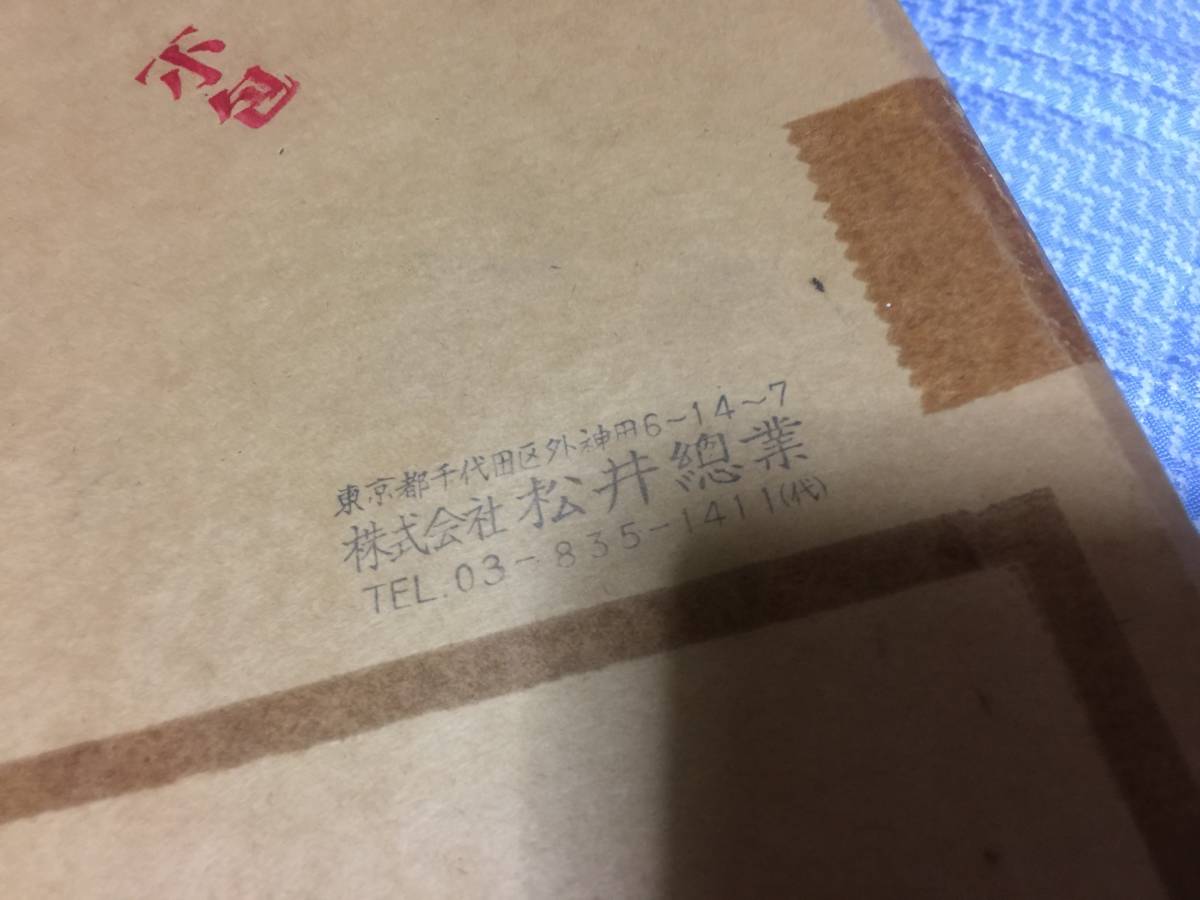 東京都千代田区外神田6~14~7
株式会社 松井總業
TEL.03-835-1411(代)